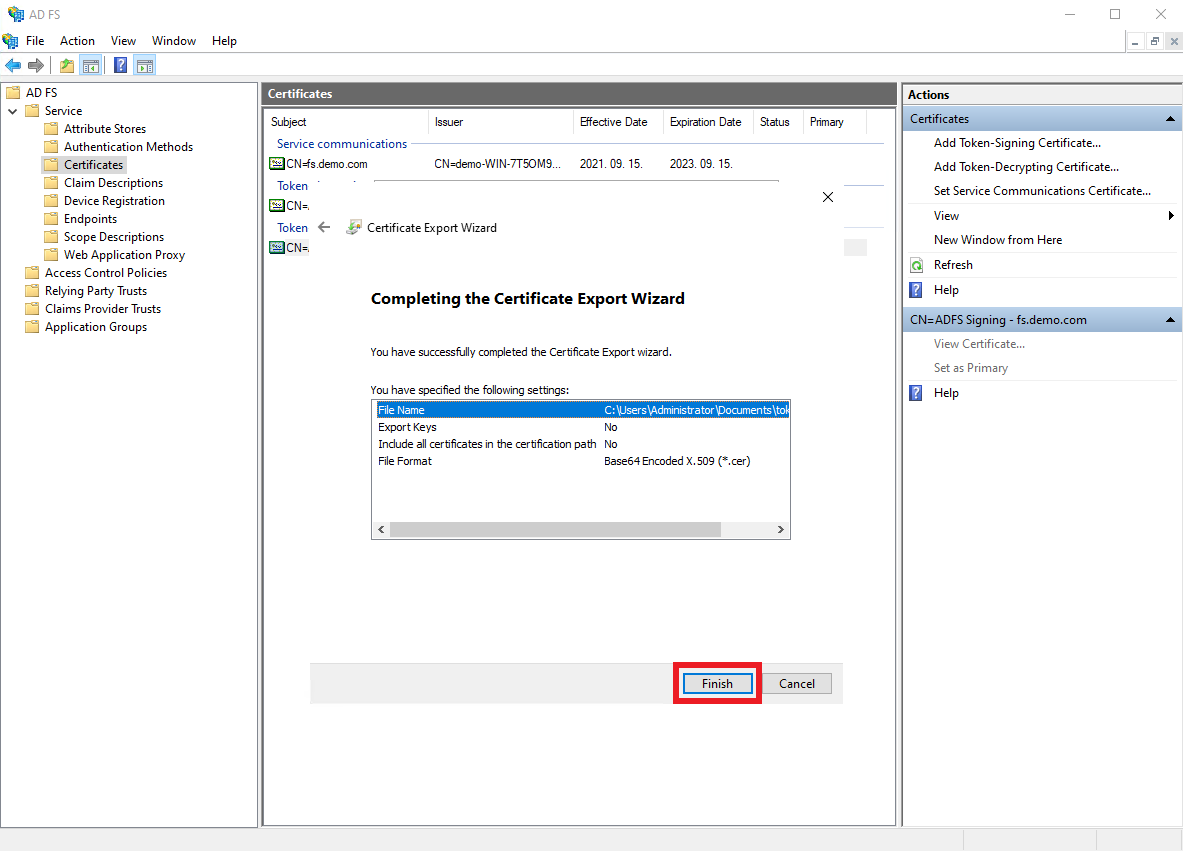 AD FS
File Action View Window Help
AD FS
Service
Attribute Stores
Authentication Methods
Certificates
Claim Descriptions
Device Registration
Endpoints
Scope Descriptions
Web Application Proxy
Access Control Policies
Relying Party Trusts
Claims Provider Trusts
Application Groups
Certificates
Subject Issuer Effective Date Expiration Date Status Primary
Service communications
CN=fs.demo.com CN=demo-WIN-7T5OM9... 2021. 09. 15. 2023. 09. 15.
Token
CN=
Token
CN=
Certificate Export Wizard
Completing the Certificate Export Wizard
You have successfully completed the Certificate Export wizard.
You have specified the following settings:
File Name C:\Users\Administrator\Documents\tok
Export Keys No
Include all certificates in the certification path No
File Format Base64 Encoded X.509 (*.cer)
Finish Cancel
Actions
Certificates
Add Token-Signing Certificate...
Add Token-Decrypting Certificate...
Set Service Communications Certificate...
View
New Window from Here
Refresh
Help
CN=ADFS Signing - fs.demo.com
View Certificate...
Set as Primary
Help